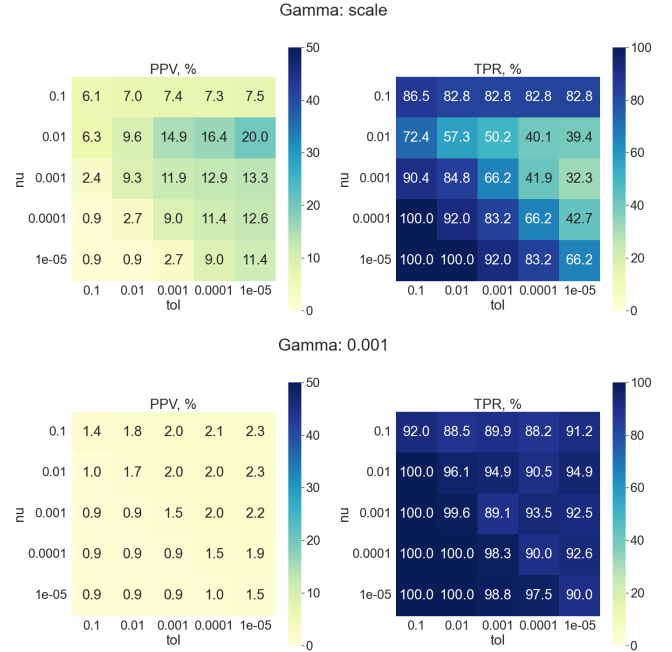 Gamma: scale
PPV, %
0.1 6.1 7.0 7.4 7.3 7.5
0.01 6.3 9.6 14.9 16.4 20.0
0.001 2.4 9.3 11.9 12.9 13.3
0.0001 0.9 2.7 9.0 11.4 12.6
1e-05 0.9 0.9 2.7 9.0 11.4
0.1 0.01 0.001 0.0001 1e-05
nu
tol
50
40
30
20
10
0
TPR, %
0.1 86.5 82.8 82.8 82.8 82.8
0.01 72.4 57.3 50.2 40.1 39.4
0.001 90.4 84.8 66.2 41.9 32.3
0.0001 100.0 92.0 83.2 66.2 42.7
1e-05 100.0 100.0 92.0 83.2 66.2
0.1 0.01 0.001 0.0001 1e-05
nu
tol
100
80
60
40
20
0
Gamma: 0.001
PPV, %
0.1 1.4 1.8 2.0 2.1 2.3
0.01 1.0 1.7 2.0 2.0 2.3
0.001 0.9 0.9 1.5 2.0 2.2
0.0001 0.9 0.9 0.9 1.5 1.9
1e-05 0.9 0.9 0.9 1.0 1.5
0.1 0.01 0.001 0.0001 1e-05
nu
tol
50
40
30
20
10
0
TPR, %
0.1 92.0 88.5 89.9 88.2 91.2
0.01 100.0 96.1 94.9 90.5 94.9
0.001 100.0 99.6 89.1 93.5 92.5
0.0001 100.0 100.0 98.3 90.0 92.6
1e-05 100.0 100.0 98.8 97.5 90.0
0.1 0.01 0.001 0.0001 1e-05
nu
tol
100
80
60
40
20
0